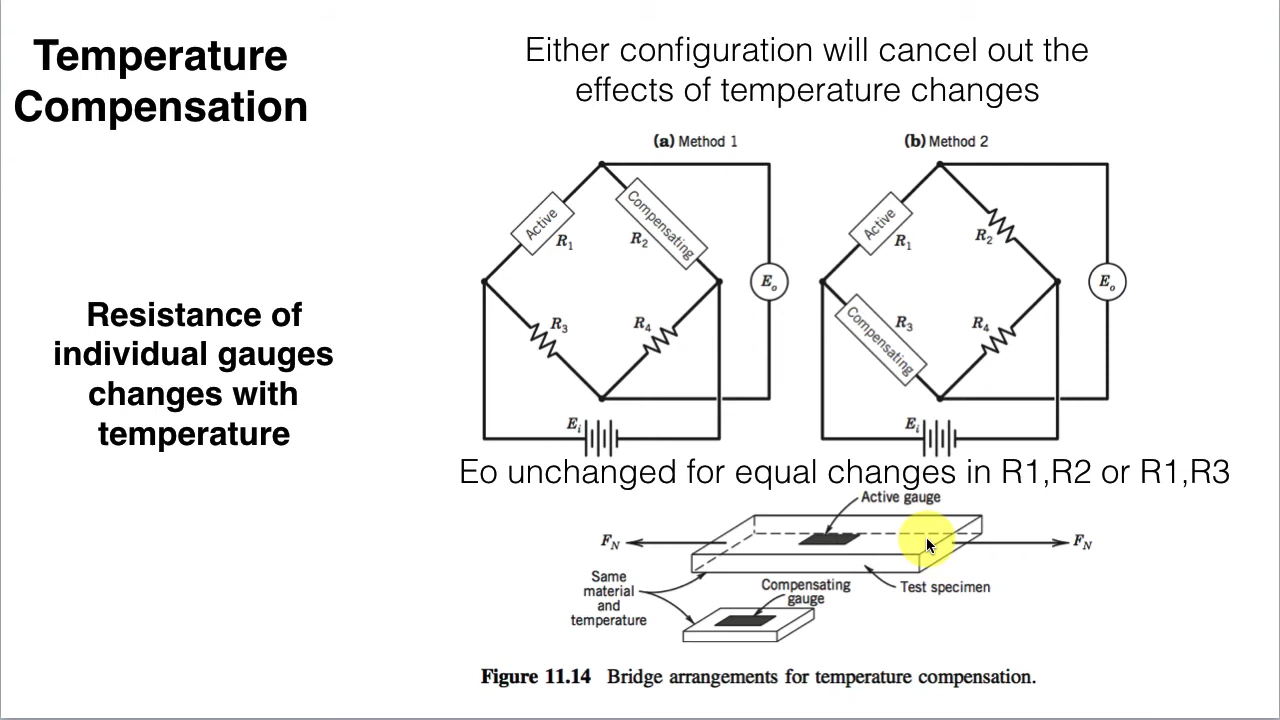 Temperature
Compensation
Either configuration will cancel out the
effects of temperature changes
Resistance of
individual gauges
changes with
temperature
(a) Method 1
Active
R1
Compensating
R2
R3
R4
Eo
Ei
(b) Method 2
Active
R1
R2
Compensating
R3
R4
Eo
Ei
Eo unchanged for equal changes in R1,R2 or R1,R3
Active gauge
FN
FN
Same
material
and
temperature
Compensating
gauge
Test specimen
Figure 11.14 Bridge arrangements for temperature compensation.